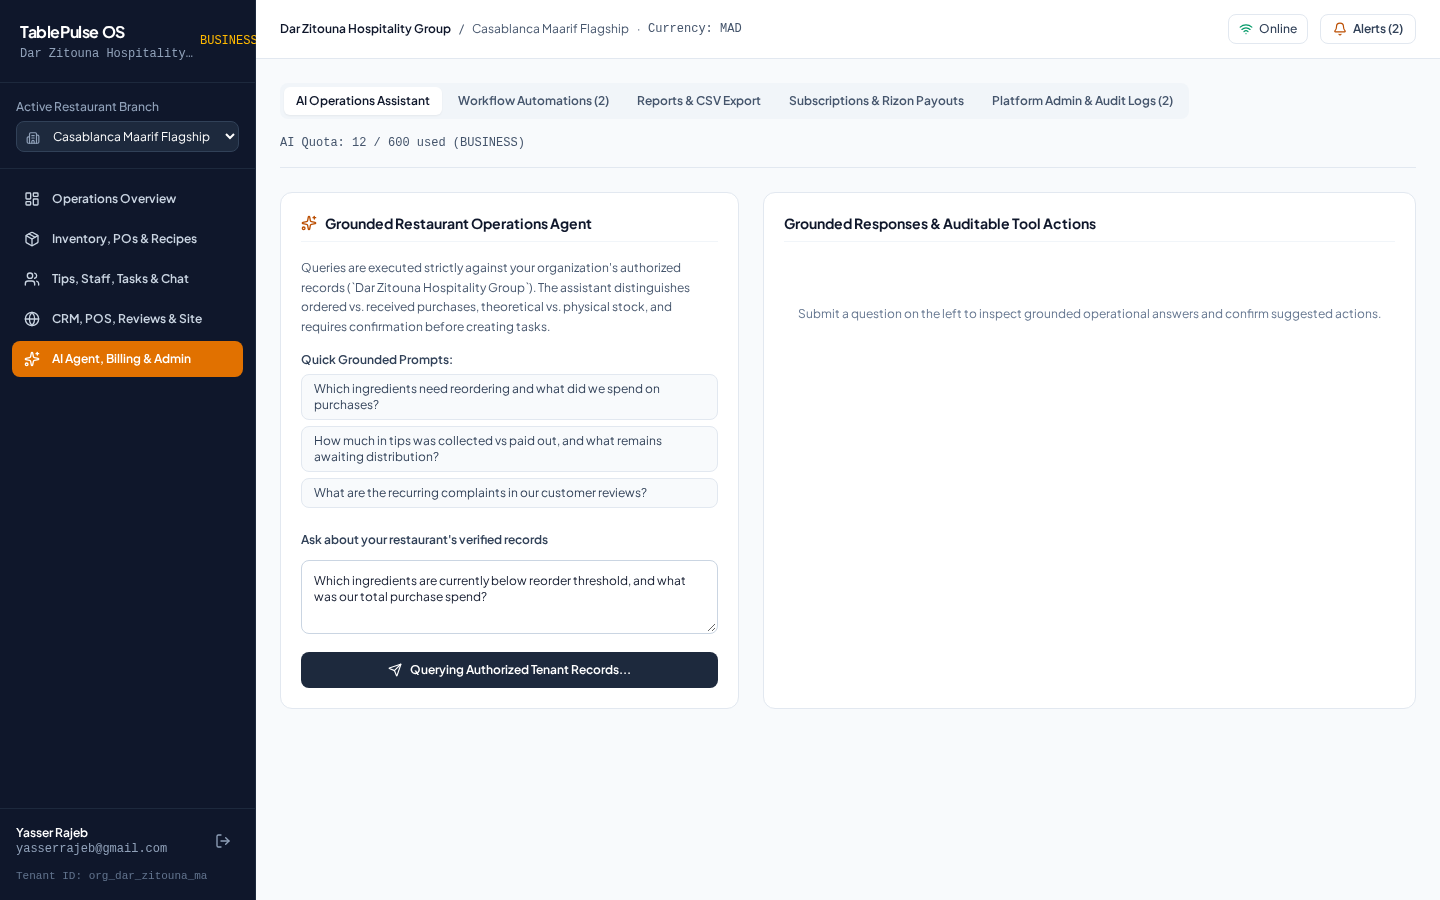 TablePulse OS
Dar Zitouna Hospitality…
BUSINESS
Active Restaurant Branch
Casablanca Maarif Flagship
Operations Overview
Inventory, POs & Recipes
Tips, Staff, Tasks & Chat
CRM, POS, Reviews & Site
AI Agent, Billing & Admin
Yasser Rajeb
yasserrajeb@gmail.com
Tenant ID: org_dar_zitouna_ma
Dar Zitouna Hospitality Group / Casablanca Maarif Flagship · Currency: MAD
Online
Alerts (2)
AI Operations Assistant
Workflow Automations (2)
Reports & CSV Export
Subscriptions & Rizon Payouts
Platform Admin & Audit Logs (2)
AI Quota: 12 / 600 used (BUSINESS)
Grounded Restaurant Operations Agent
Queries are executed strictly against your organization's authorized
records (`Dar Zitouna Hospitality Group`). The assistant distinguishes
ordered vs. received purchases, theoretical vs. physical stock, and
requires confirmation before creating tasks.
Quick Grounded Prompts:
Which ingredients need reordering and what did we spend on
purchases?
How much in tips was collected vs paid out, and what remains
awaiting distribution?
What are the recurring complaints in our customer reviews?
Ask about your restaurant's verified records
Which ingredients are currently below reorder threshold, and what
was our total purchase spend?
Querying Authorized Tenant Records...
Grounded Responses & Auditable Tool Actions
Submit a question on the left to inspect grounded operational answers and confirm suggested actions.